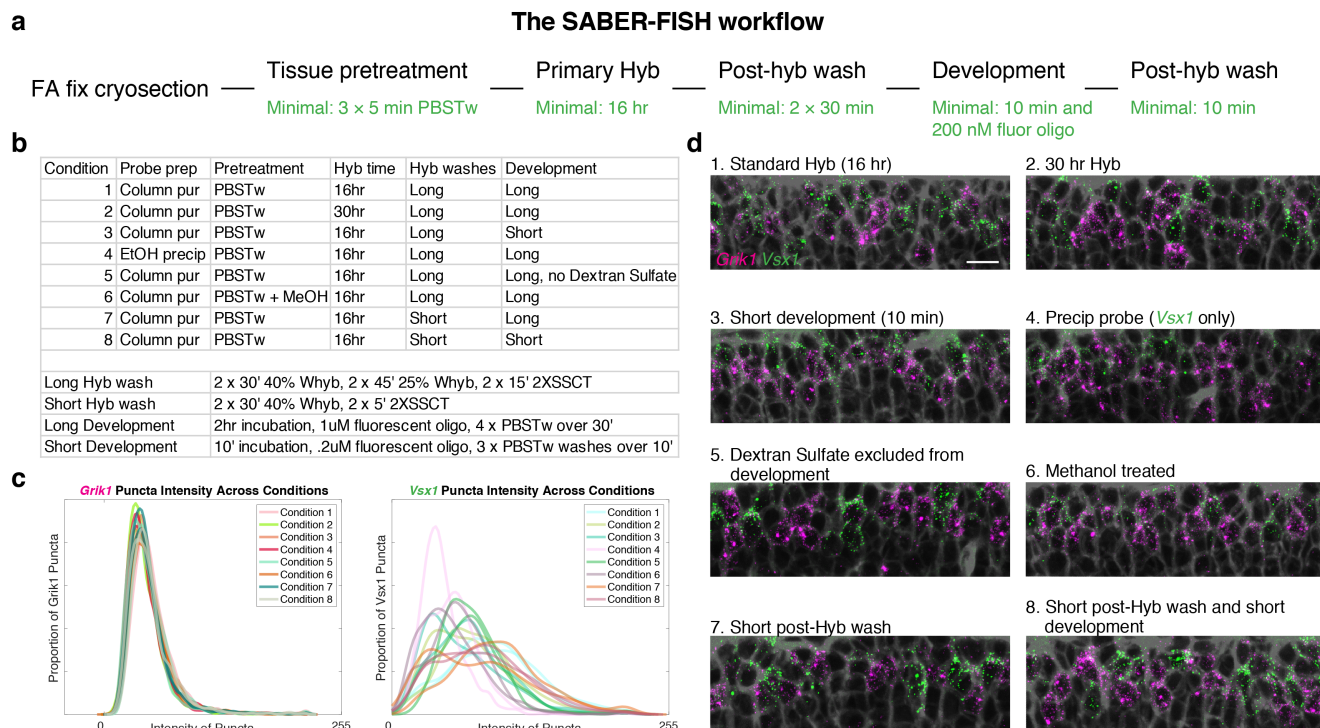 a
The SABER-FISH workflow
FA fix cryosection
Tissue pretreatment
Minimal: 3 × 5 min PBSTw
Primary Hyb
Minimal: 16 hr
Post-hyb wash
Minimal: 2 × 30 min
Development
Minimal: 10 min and
200 nM fluor oligo
Post-hyb wash
Minimal: 10 min
b
Condition Probe prep Pretreatment Hyb time Hyb washes Development
1 Column pur PBSTw 16hr Long Long
2 Column pur PBSTw 30hr Long Long
3 Column pur PBSTw 16hr Long Short
4 EtOH precip PBSTw 16hr Long Long
5 Column pur PBSTw 16hr Long Long, no Dextran Sulfate
6 Column pur PBSTw + MeOH 16hr Long Long
7 Column pur PBSTw 16hr Short Long
8 Column pur PBSTw 16hr Short Short
Long Hyb wash 2 x 30' 40% Whyb, 2 x 45' 25% Whyb, 2 x 15' 2XSSCT
Short Hyb wash 2 x 30' 40% Whyb, 2 x 5' 2XSSCT
Long Development 2hr incubation, 1uM fluorescent oligo, 4 x PBSTw over 30'
Short Development 10' incubation, .2uM fluorescent oligo, 3 x PBSTw washes over 10'
c
Grik1 Puncta Intensity Across Conditions
Proportion of Grik1 Puncta
Condition 1
Condition 2
Condition 3
Condition 4
Condition 5
Condition 6
Condition 7
Condition 8
0 Intensity of Puncta 255
Vsx1 Puncta Intensity Across Conditions
Proportion of Vsx1 Puncta
Condition 1
Condition 2
Condition 3
Condition 4
Condition 5
Condition 6
Condition 7
Condition 8
0 Intensity of Puncta 255
d
1. Standard Hyb (16 hr)
Grik1 Vsx1
2. 30 hr Hyb
3. Short development (10 min)
4. Precip probe (Vsx1 only)
5. Dextran Sulfate excluded from
development
6. Methanol treated
7. Short post-Hyb wash
8. Short post-Hyb wash and short
development